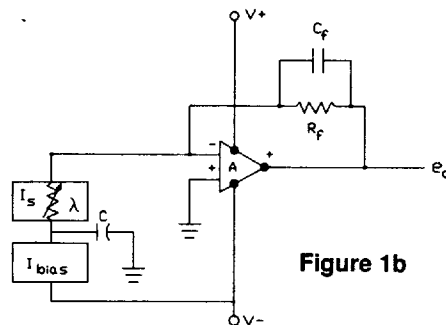 V+
C_f
R_f
-
+
+
A
e_o
I_s
λ
C
I_bias
Figure 1b
V-